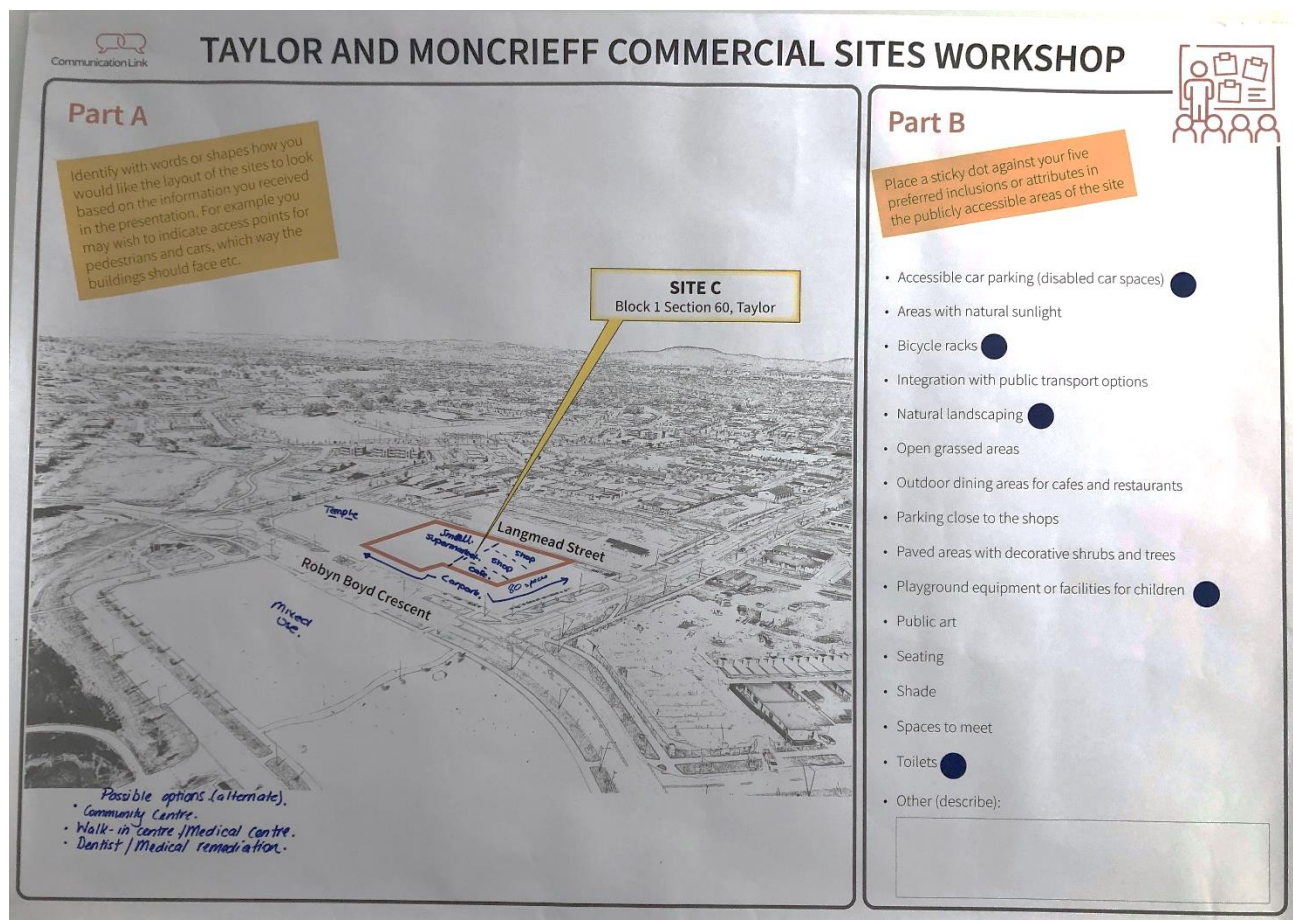 CommunicationLink
TAYLOR AND MONCRIEFF COMMERCIAL SITES WORKSHOP
Part A
Identify with words or shapes how you
would like the layout of the sites to look
based on the information you received
in the presentation. For example you
may wish to indicate access points for
pedestrians and cars, which way the
buildings should face etc.
SITE C
Block 1 Section 60, Taylor
Temple
Langmead Street
Small
supermarket
shop
shop
cafe
Carpark.
80 spaces
Robyn Boyd Crescent
Mixed
Use.
Possible options (alternate).
• Community Centre.
• Walk-in centre/Medical Centre.
• Dentist/Medical remediation.
Part B
Place a sticky dot against your five
preferred inclusions or attributes in
the publicly accessible areas of the site
• Accessible car parking (disabled car spaces)
• Areas with natural sunlight
• Bicycle racks
• Integration with public transport options
• Natural landscaping
• Open grassed areas
• Outdoor dining areas for cafes and restaurants
• Parking close to the shops
• Paved areas with decorative shrubs and trees
• Playground equipment or facilities for children
• Public art
• Seating
• Shade
• Spaces to meet
• Toilets
• Other (describe):